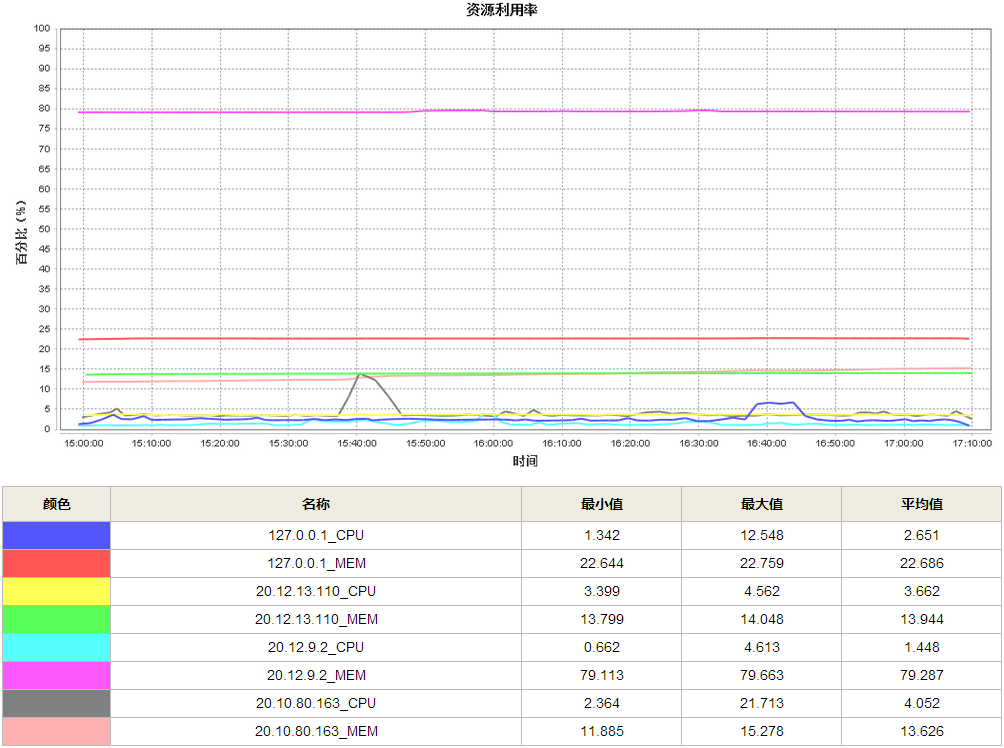 资源利用率
100
95
90
85
80
75
70
65
60
55
50
45
40
35
30
25
20
15
10
5
0
百分比（%）
15:00:00 15:10:00 15:20:00 15:30:00 15:40:00 15:50:00 16:00:00 16:10:00 16:20:00 16:30:00 16:40:00 16:50:00 17:00:00 17:10:00
时间
颜色 名称 最小值 最大值 平均值
127.0.0.1_CPU 1.342 12.548 2.651
127.0.0.1_MEM 22.644 22.759 22.686
20.12.13.110_CPU 3.399 4.562 3.662
20.12.13.110_MEM 13.799 14.048 13.944
20.12.9.2_CPU 0.662 4.613 1.448
20.12.9.2_MEM 79.113 79.663 79.287
20.10.80.163_CPU 2.364 21.713 4.052
20.10.80.163_MEM 11.885 15.278 13.626